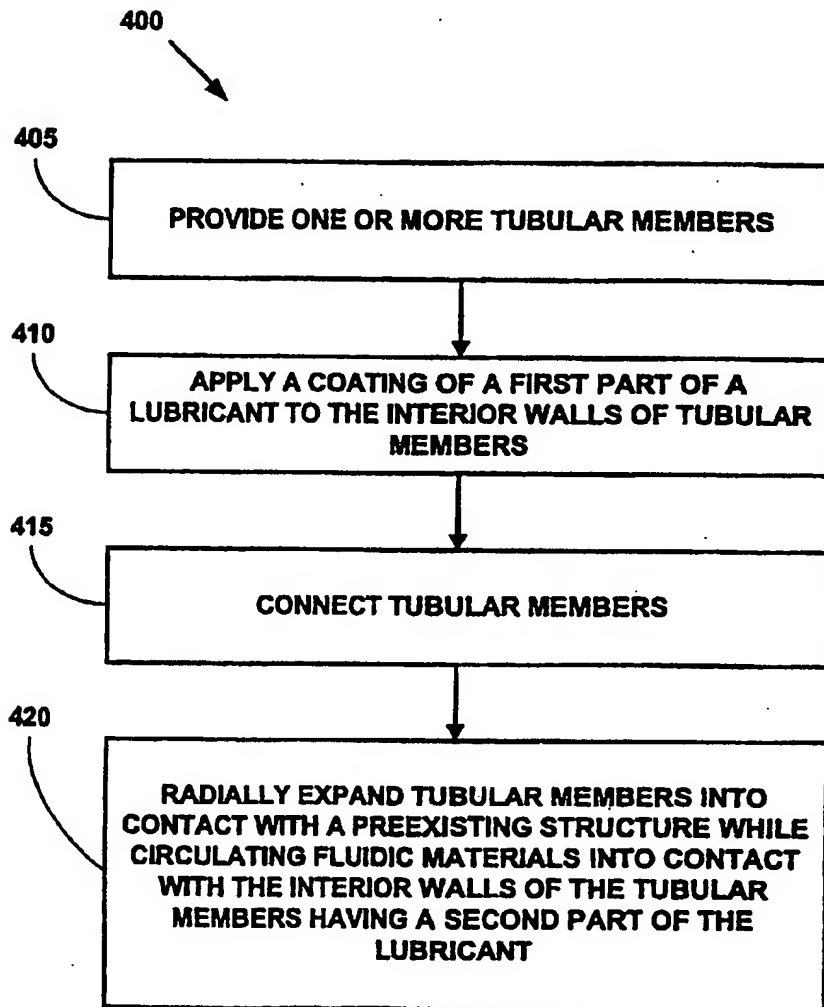 400
405
PROVIDE ONE OR MORE TUBULAR MEMBERS
410
APPLY A COATING OF A FIRST PART OF A
LUBRICANT TO THE INTERIOR WALLS OF TUBULAR
MEMBERS
415
CONNECT TUBULAR MEMBERS
420
RADIALLY EXPAND TUBULAR MEMBERS INTO
CONTACT WITH A PREEXISTING STRUCTURE WHILE
CIRCULATING FLUIDIC MATERIALS INTO CONTACT
WITH THE INTERIOR WALLS OF THE TUBULAR
MEMBERS HAVING A SECOND PART OF THE
LUBRICANT